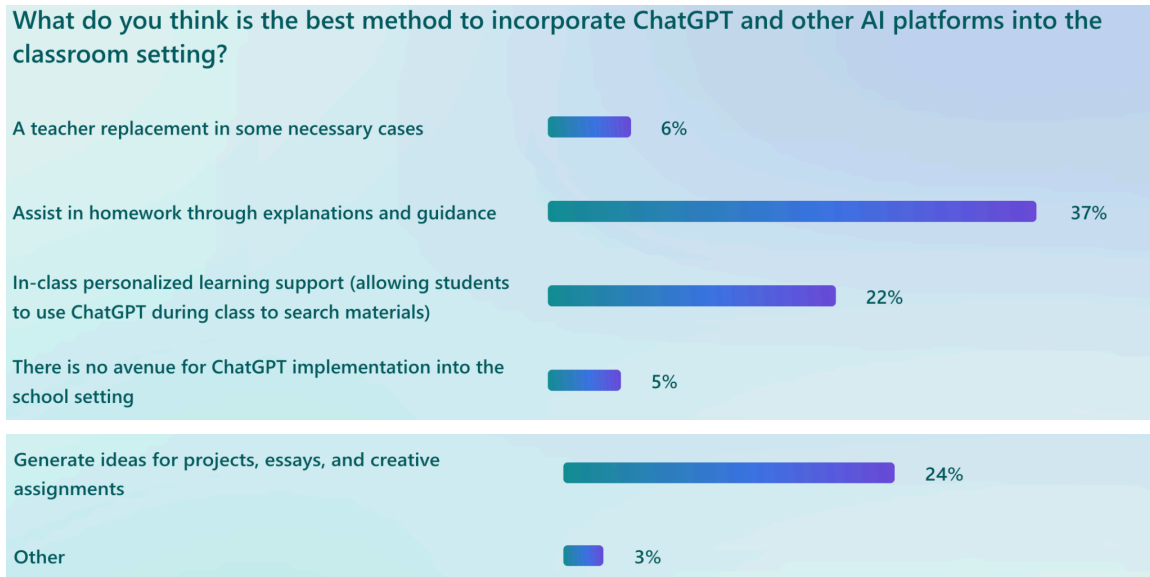 What do you think is the best method to incorporate ChatGPT and other AI platforms into the
classroom setting?
A teacher replacement in some necessary cases
6%
Assist in homework through explanations and guidance
37%
In-class personalized learning support (allowing students
to use ChatGPT during class to search materials)
22%
There is no avenue for ChatGPT implementation into the
school setting
5%
Generate ideas for projects, essays, and creative
assignments
24%
Other
3%